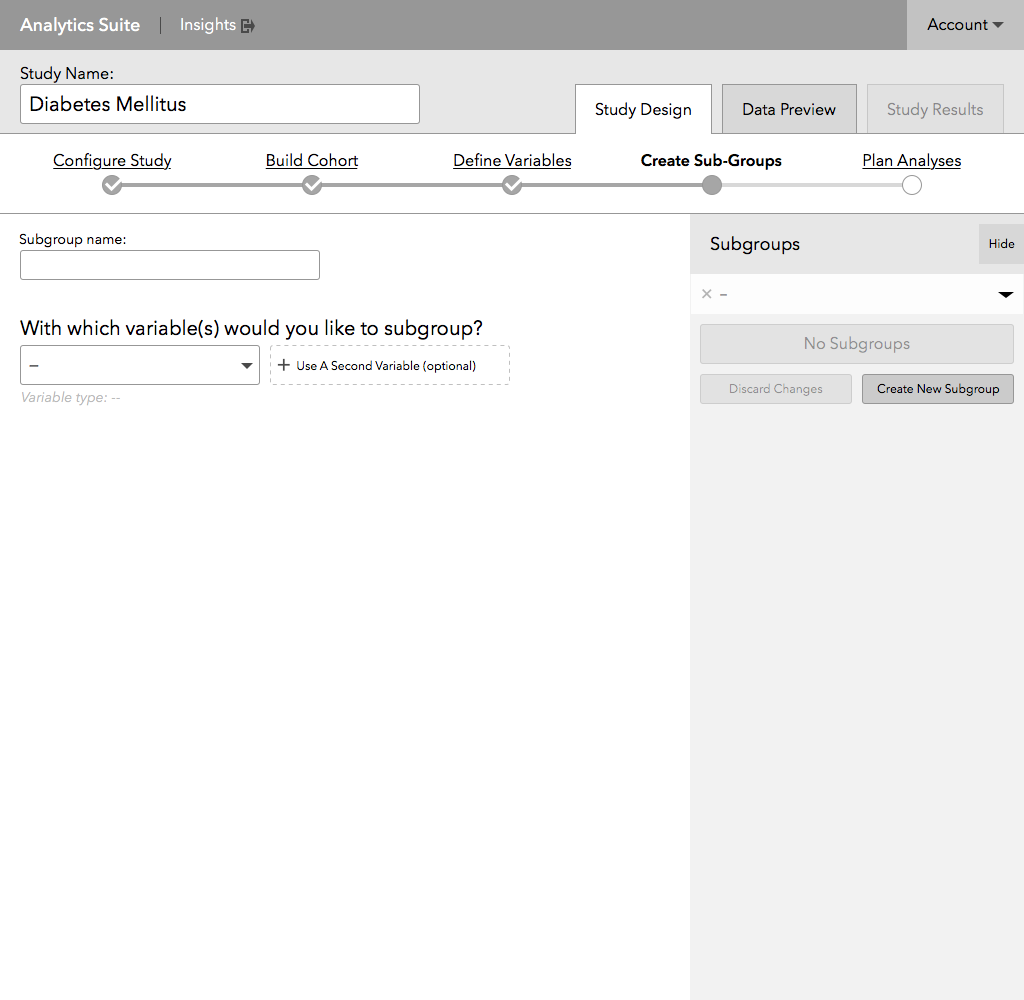 Analytics Suite | Insights Account
Study Name:
Diabetes Mellitus
Study Design Data Preview Study Results
Configure Study Build Cohort Define Variables Create Sub-Groups Plan Analyses
Subgroup name:
With which variable(s) would you like to subgroup?
– + Use A Second Variable (optional)
Variable type: --
Subgroups Hide
× –
No Subgroups
Discard Changes Create New Subgroup